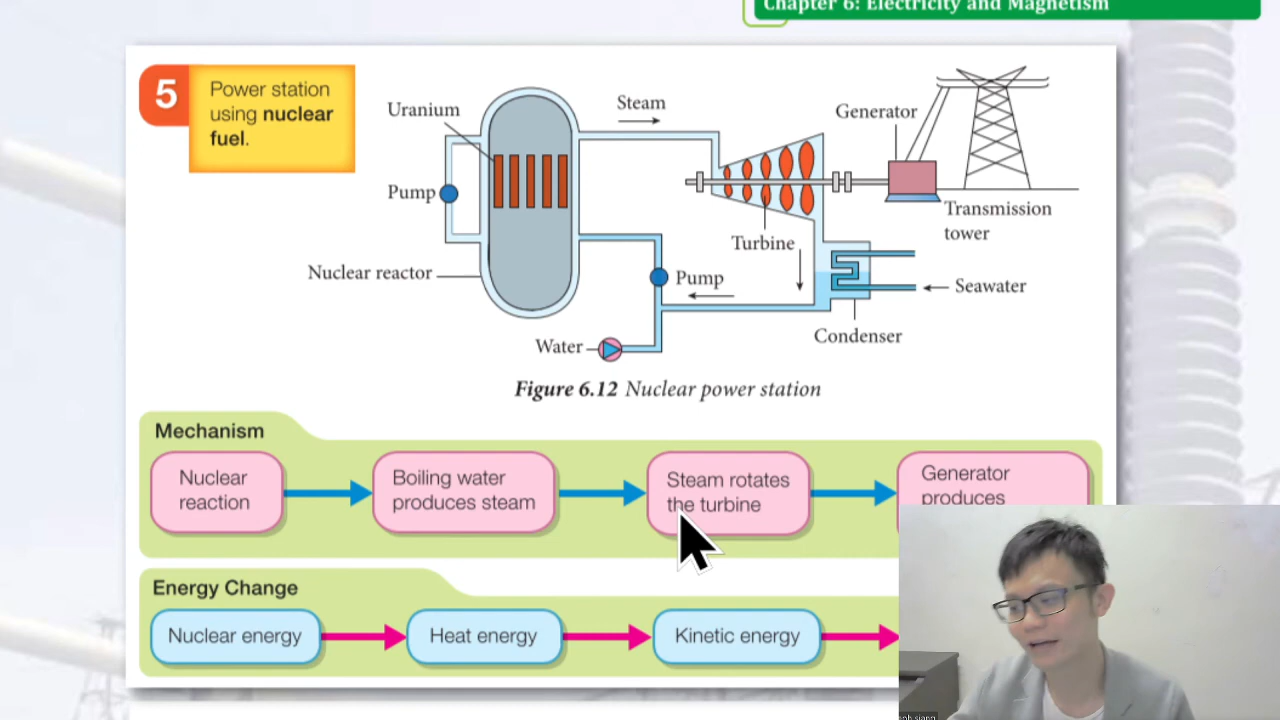 Chapter 6: Electricity and Magnetism
5
Power station
using nuclear
fuel.
Uranium
Steam
Generator
Pump
Transmission
tower
Turbine
Nuclear reactor
Pump
Seawater
Water
Condenser
Figure 6.12 Nuclear power station
Mechanism
Nuclear
reaction
Boiling water
produces steam
Steam rotates
the turbine
Generator
produces
Energy Change
Nuclear energy
Heat energy
Kinetic energy